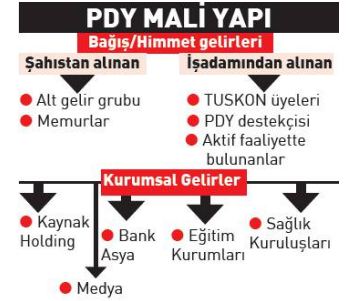 PDY MALİ YAPI
Bağış/Himmet gelirleri
Şahıstan alınan
Alt gelir grubu
Memurlar
İşadamından alınan
TUSKON üyeleri
PDY destekçisi
Aktif faaliyette
bulunanlar
Kurumsal Gelirler
Kaynak
Holding
Medya
Bank
Asya
Eğitim
Kurumları
Sağlık
Kuruluşları